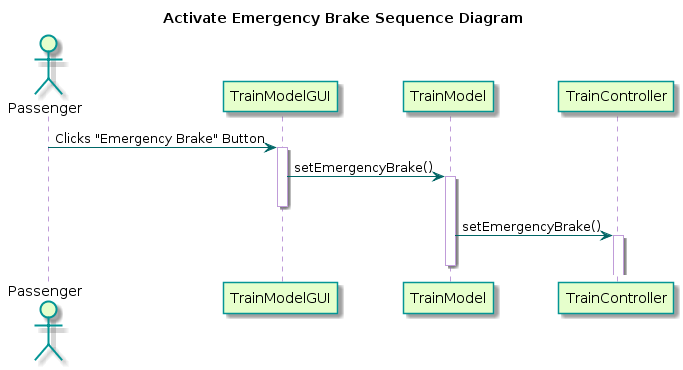 Activate Emergency Brake Sequence Diagram
Passenger
TrainModelGUI
TrainModel
TrainController
Clicks "Emergency Brake" Button
setEmergencyBrake()
setEmergencyBrake()
Passenger
TrainModelGUI
TrainModel
TrainController